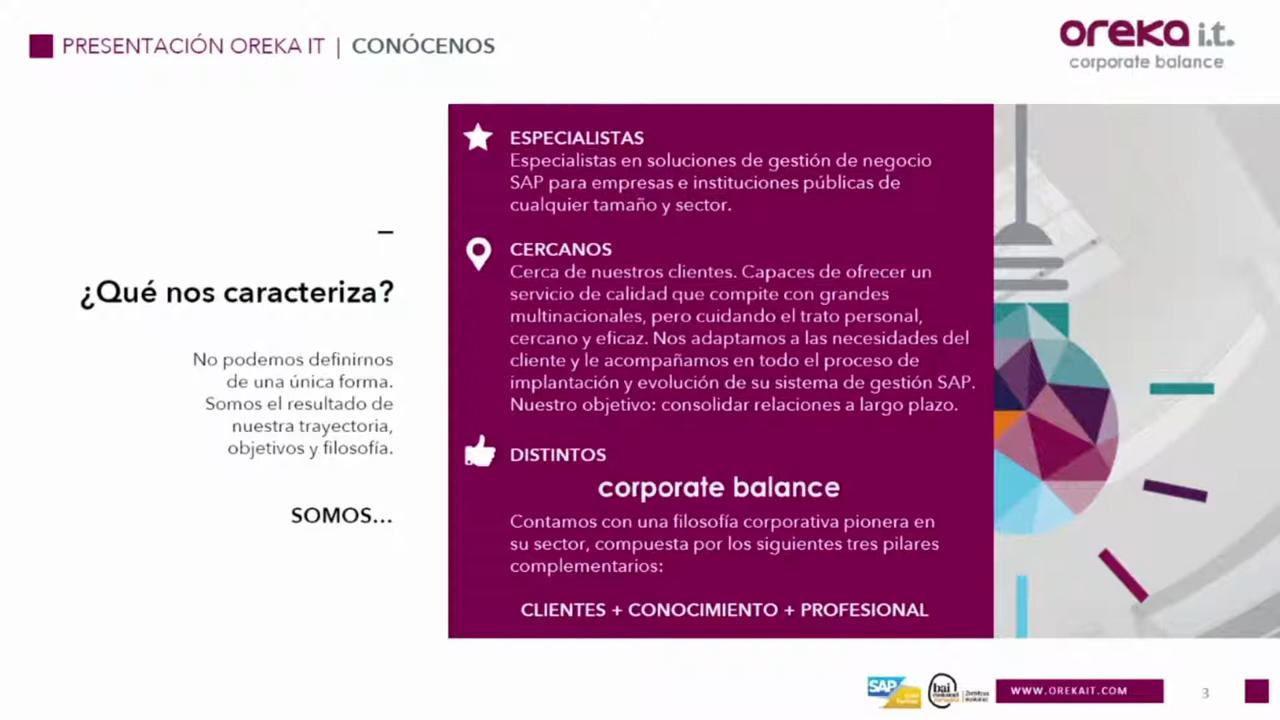 PRESENTACIÓN OREKA IT | CONÓCENOS
oreka i.t.
corporate balance
¿Qué nos caracteriza?
No podemos definirnos
de una única forma.
Somos el resultado de
nuestra trayectoria,
objetivos y filosofía.
SOMOS...
ESPECIALISTAS
Especialistas en soluciones de gestión de negocio
SAP para empresas e instituciones públicas de
cualquier tamaño y sector.
CERCANOS
Cerca de nuestros clientes. Capaces de ofrecer un
servicio de calidad que compite con grandes
multinacionales, pero cuidando el trato personal,
cercano y eficaz. Nos adaptamos a las necesidades del
cliente y le acompañamos en todo el proceso de
implantación y evolución de su sistema de gestión SAP.
Nuestro objetivo: consolidar relaciones a largo plazo.
DISTINTOS
corporate balance
Contamos con una filosofía corporativa pionera en
su sector, compuesta por los siguientes tres pilares
complementarios:
CLIENTES + CONOCIMIENTO + PROFESIONAL
SAP
bai
WWW.OREKAIT.COM
3